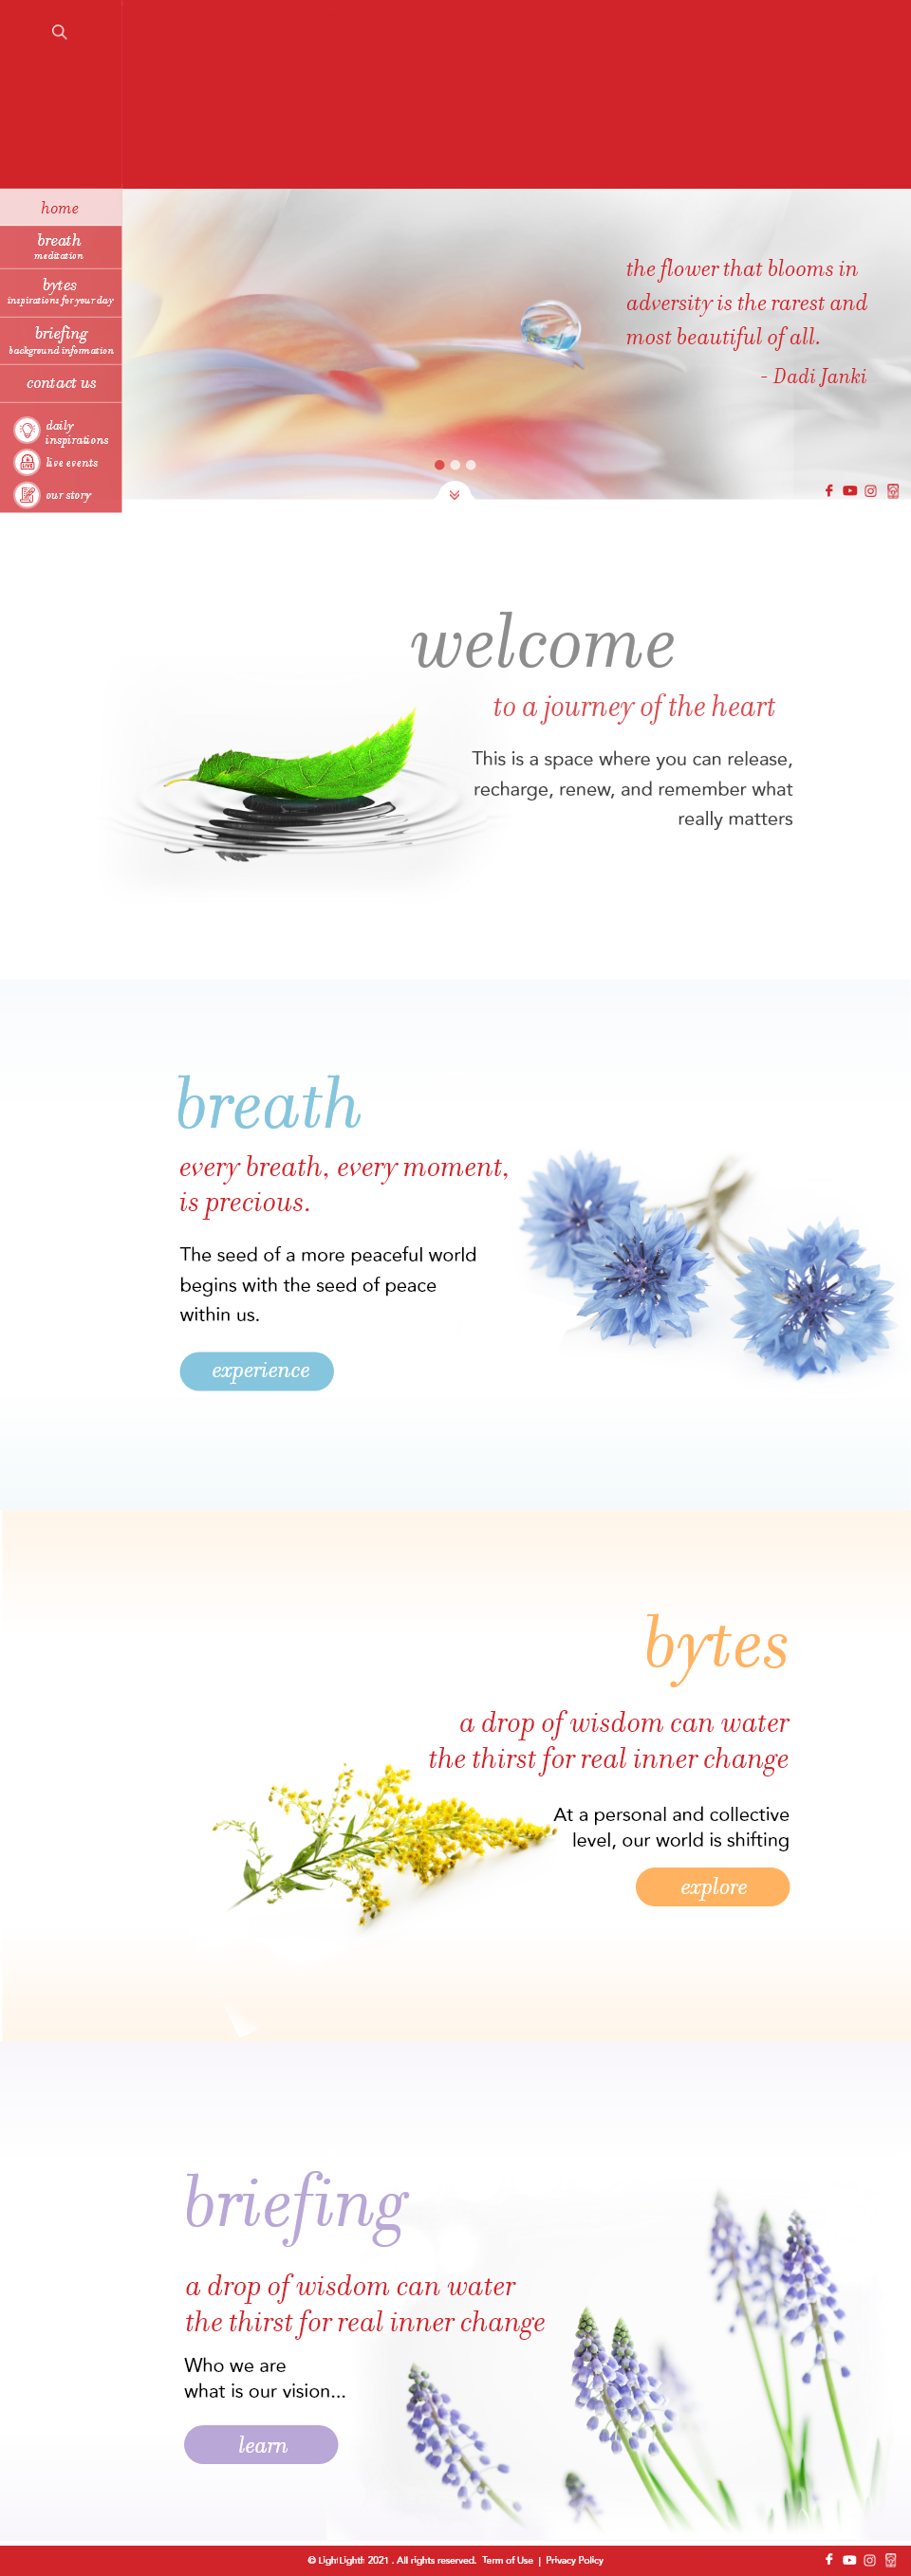 home
breath
meditation
bytes
inspirations for your day
briefing
background information
contact us
daily
inspirations
LIVE
live events
our story
the flower that blooms in
adversity is the rarest and
most beautiful of all.
- Dadi Janki
welcome
to a journey of the heart
This is a space where you can release,
recharge, renew, and remember what
really matters
breath
every breath, every moment,
is precious.
The seed of a more peaceful world
begins with the seed of peace
within us.
experience
bytes
a drop of wisdom can water
the thirst for real inner change
At a personal and collective
level, our world is shifting
explore
briefing
a drop of wisdom can water
the thirst for real inner change
Who we are
what is our vision...
learn
© 2021 . All rights reserved. Term of Use | Privacy Policy